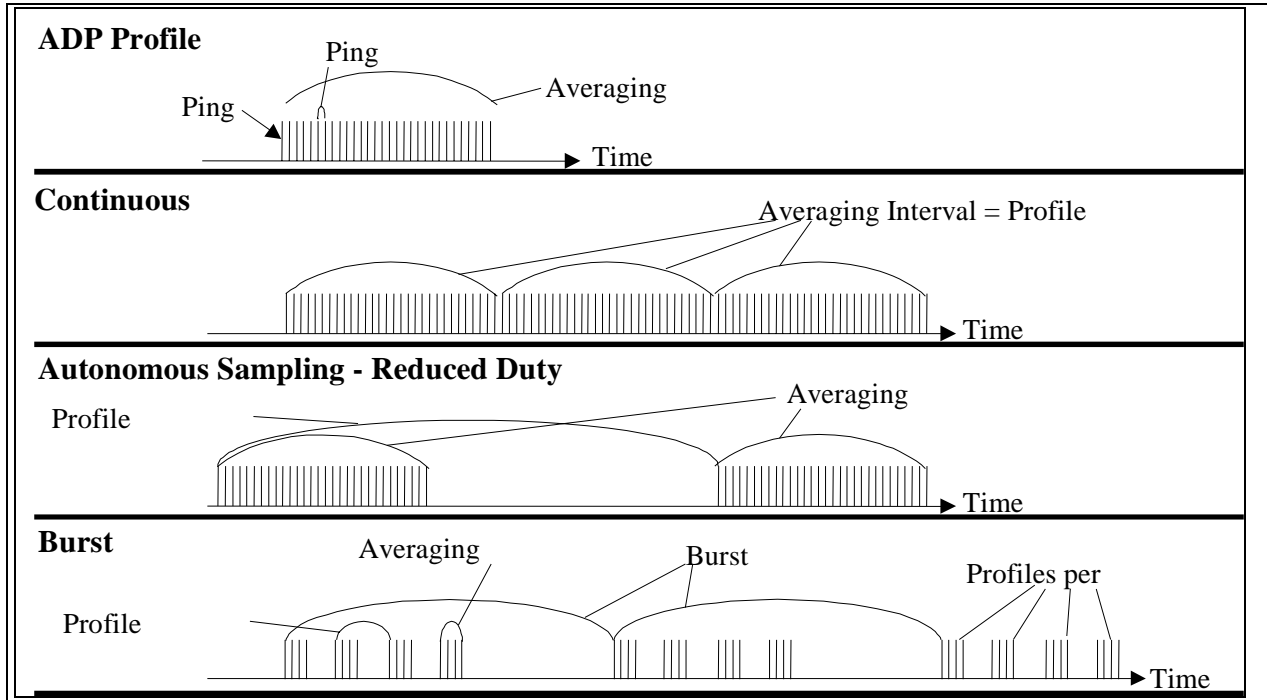 ADP Profile
Ping
Averaging
Ping
Time
Continuous
Averaging Interval = Profile
Time
Autonomous Sampling - Reduced Duty
Averaging
Profile
Time
Burst
Averaging
Burst
Profiles per
Profile
Time